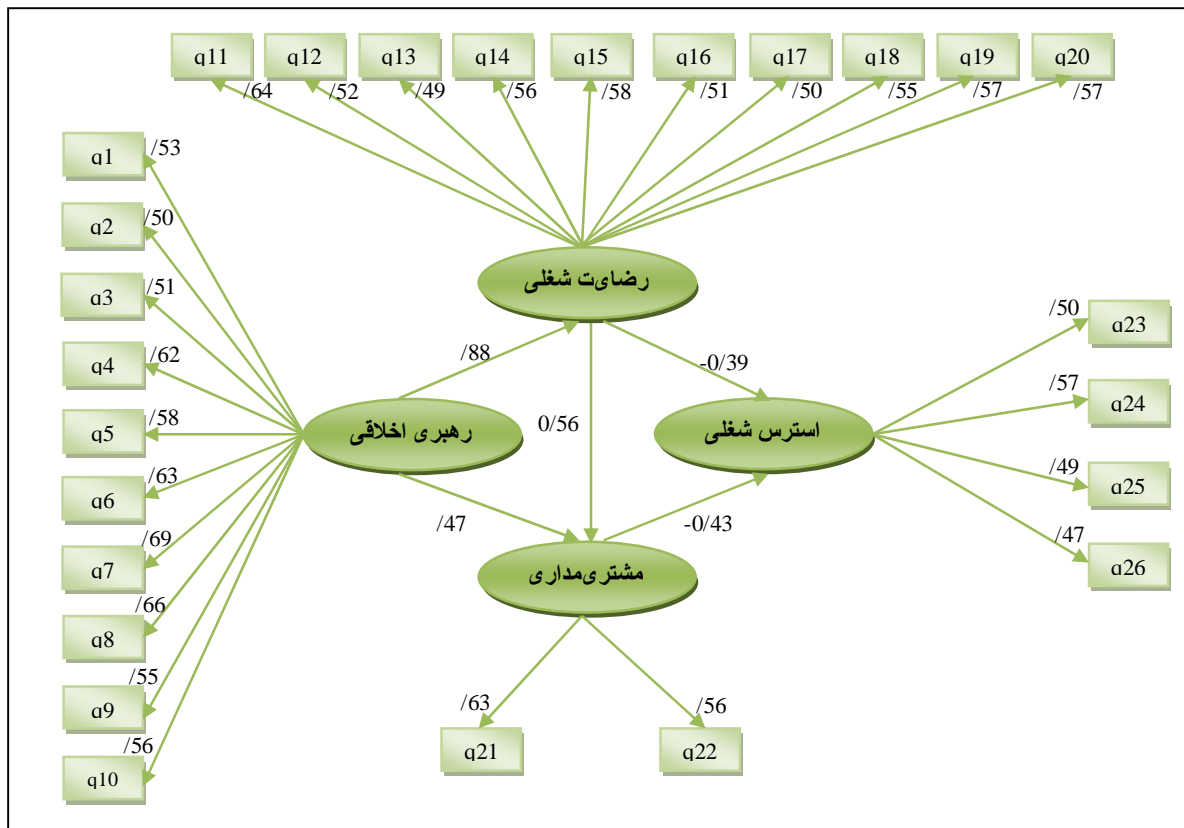 q11 q12 q13 q14 q15 q16 q17 q18 q19 q20
/64 /52 /49 /56 /58 /51 /50 /55 /57 /57
q1 /53
q2 /50
q3 /51
q4 /62
q5 /58
q6 /63
q7 /69
q8 /66
q9 /55
q10 /56
رضایت شغلی
/88
-0/39
رهبری اخلاقی
0/56
استرس شغلی
/47
-0/43
مشتری‌مداری
/50 q23
/57 q24
/49 q25
/47 q26
/63 /56
q21 q22